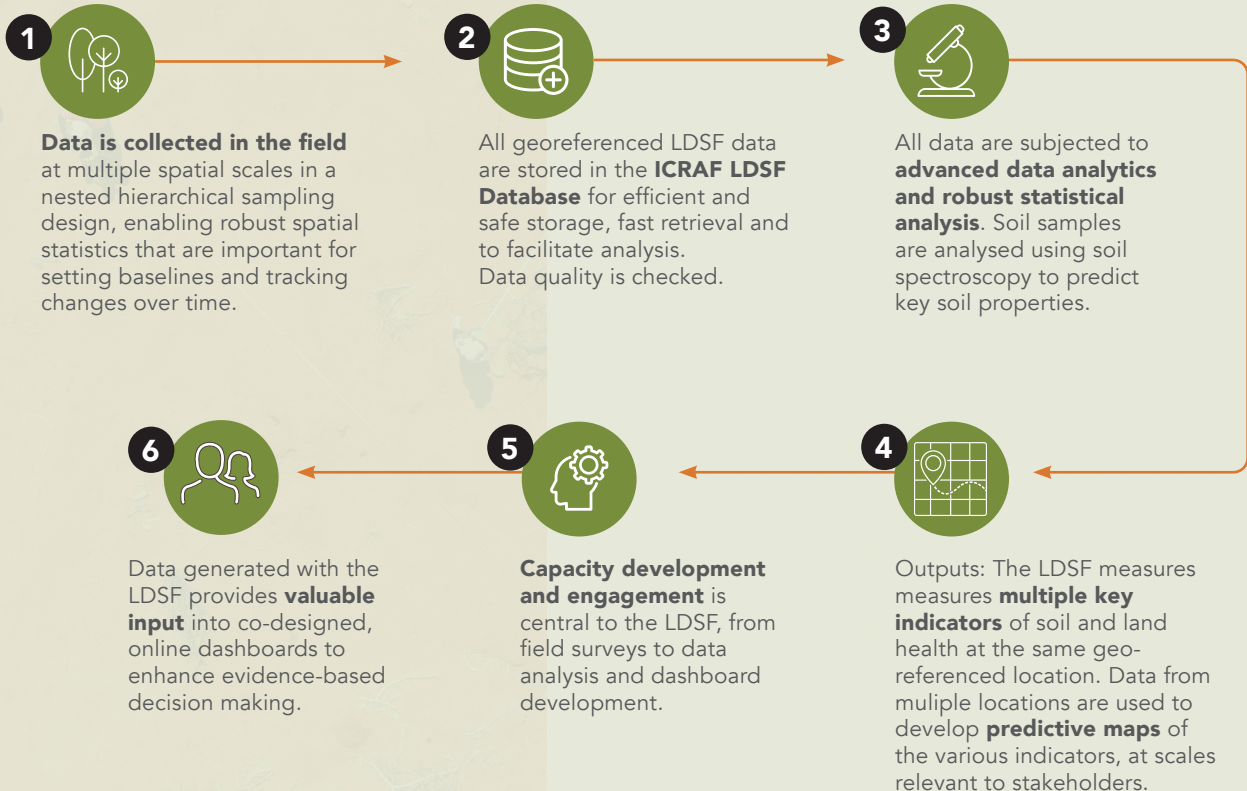 1
Data is collected in the field
at multiple spatial scales in a
nested hierarchical sampling
design, enabling robust spatial
statistics that are important for
setting baselines and tracking
changes over time.
2
All georeferenced LDSF data
are stored in the ICRAF LDSF
Database for efficient and
safe storage, fast retrieval and
to facilitate analysis.
Data quality is checked.
3
All data are subjected to
advanced data analytics
and robust statistical
analysis. Soil samples
are analysed using soil
spectroscopy to predict
key soil properties.
4
Outputs: The LDSF measures
measures multiple key
indicators of soil and land
health at the same geo-
referenced location. Data from
muliple locations are used to
develop predictive maps of
the various indicators, at scales
relevant to stakeholders.
5
Capacity development
and engagement is
central to the LDSF, from
field surveys to data
analysis and dashboard
development.
6
Data generated with the
LDSF provides valuable
input into co-designed,
online dashboards to
enhance evidence-based
decision making.